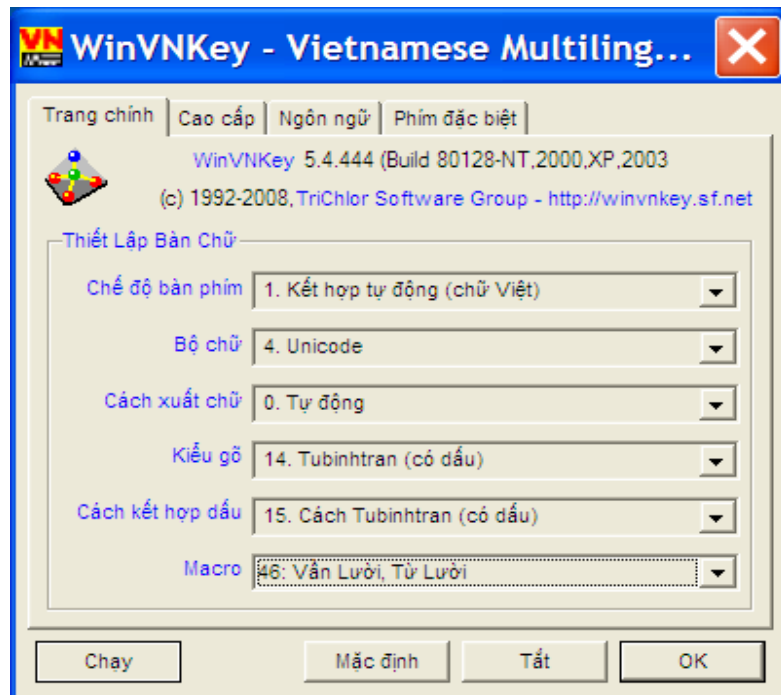 WinVNKey - Vietnamese Multiling...
Trang chính Cao cấp Ngôn ngữ Phím đặc biệt
WinVNKey 5.4.444 (Build 80128-NT,2000,XP,2003
(c) 1992-2008, TriChlor Software Group - http://winvnkey.sf.net
Thiết Lập Bàn Chữ
Chế độ bàn phím 1. Kết hợp tự động (chữ Việt)
Bộ chữ 4. Unicode
Cách xuất chữ 0. Tự động
Kiểu gõ 14. Tubinhtran (có dấu)
Cách kết hợp dấu 15. Cách Tubinhtran (có dấu)
Macro 46: Vần Lười, Từ Lười
Chạy Mặc định Tắt OK